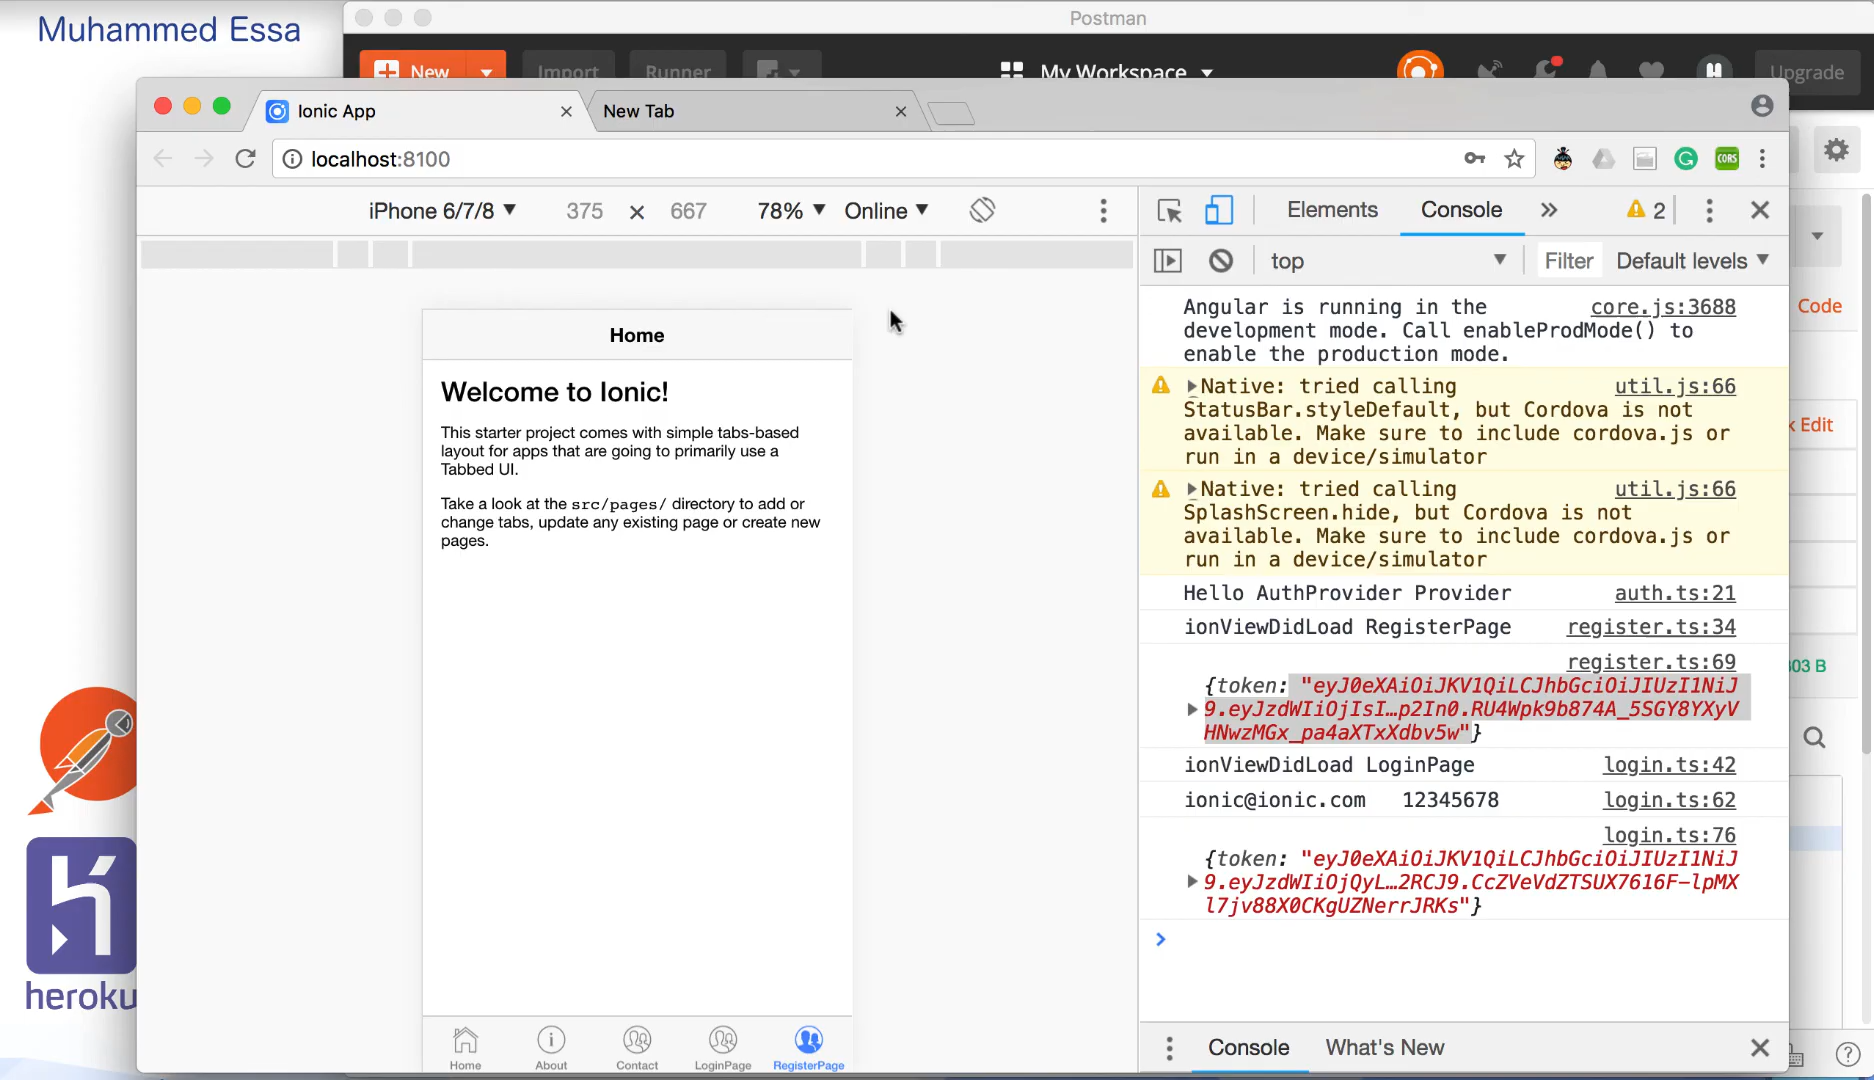 Muhammed Essa
Postman
New
Import
Runner
My Workspace
Upgrade
Ionic App
New Tab
localhost:8100
CORS
iPhone 6/7/8
375
667
78%
Online
Elements
Console
2
top
Filter
Default levels
Code
Edit
03 B
Home
Welcome to Ionic!
This starter project comes with simple tabs-based
layout for apps that are going to primarily use a
Tabbed UI.
Take a look at the src/pages/ directory to add or
change tabs, update any existing page or create new
pages.
Home
About
Contact
LoginPage
RegisterPage
Angular is running in the core.js:3688
development mode. Call enableProdMode() to
enable the production mode.
Native: tried calling util.js:66
StatusBar.styleDefault, but Cordova is not
available. Make sure to include cordova.js or
run in a device/simulator
Native: tried calling util.js:66
SplashScreen.hide, but Cordova is not
available. Make sure to include cordova.js or
run in a device/simulator
Hello AuthProvider Provider auth.ts:21
ionViewDidLoad RegisterPage register.ts:34
register.ts:69
{token: "eyJ0eXAiOiJKV1QiLCJhbGciOiJIUzI1NiJ
9.eyJzdWIiOjIsI…p2In0.RU4Wpk9b874A_5SGY8YXyV
HNwzMGx_pa4aXTxXdbv5w"}
ionViewDidLoad LoginPage login.ts:42
ionic@ionic.com 12345678 login.ts:62
login.ts:76
{token: "eyJ0eXAiOiJKV1QiLCJhbGciOiJIUzI1NiJ
9.eyJzdWIiOjQyL…2RCJ9.CcZVeVdZTSUX7616F-lpMX
l7jv88X0CKgUZNerrJRKs"}
Console
What's New
heroku